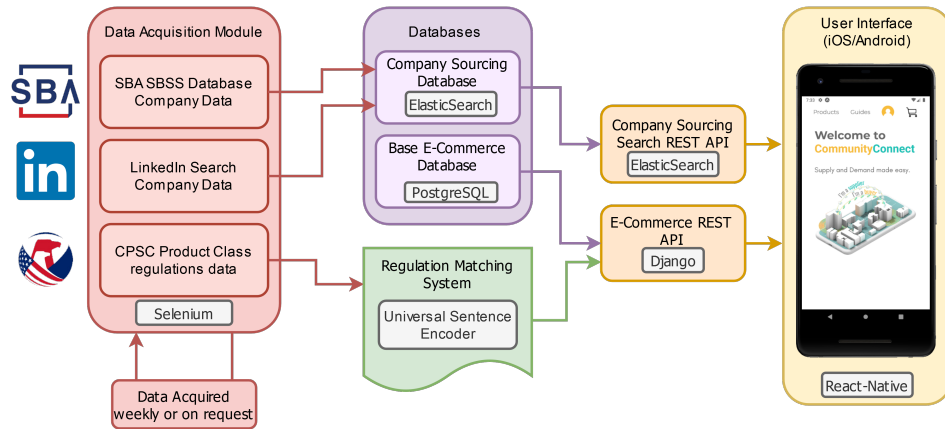 Data Acquisition Module
SBA
SBA SBSS Database
Company Data
in
LinkedIn Search
Company Data
CPSC Product Class
regulations data
Selenium
Data Acquired
weekly or on request
Databases
Company Sourcing
Database
ElasticSearch
Base E-Commerce
Database
PostgreSQL
Regulation Matching
System
Universal Sentence
Encoder
Company Sourcing
Search REST API
ElasticSearch
E-Commerce REST
API
Django
User Interface
(iOS/Android)
Products Guides
Welcome to
CommunityConnect
Supply and Demand made easy.
I'm a supplier
React-Native